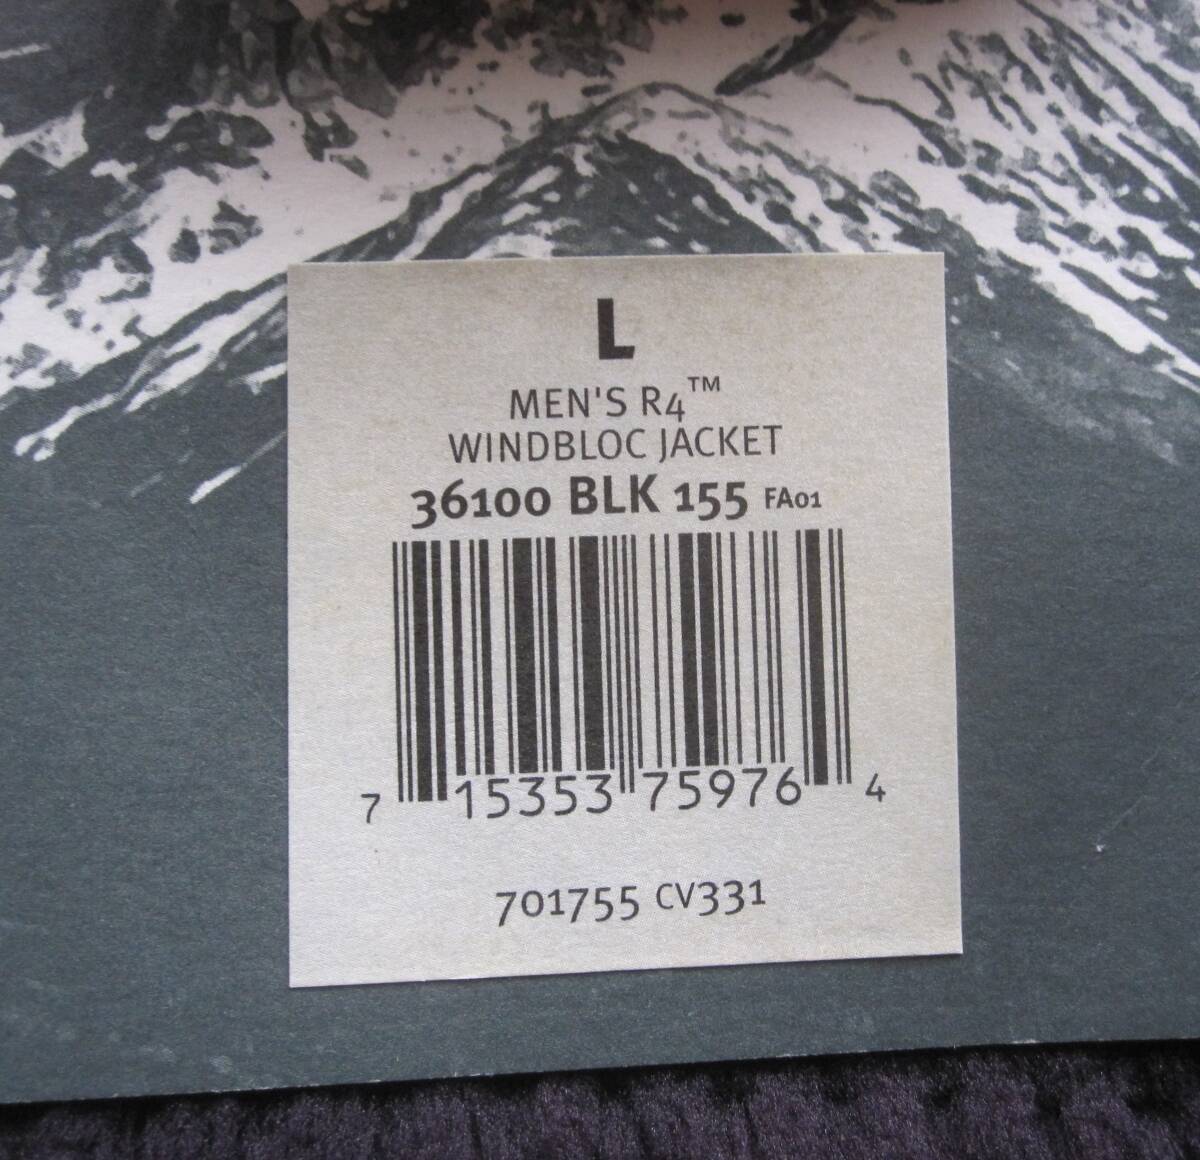 L
MEN'S R4™
WINDBLOC JACKET
36100 BLK 155 FA01
7 15353 75976 4
701755 CV331